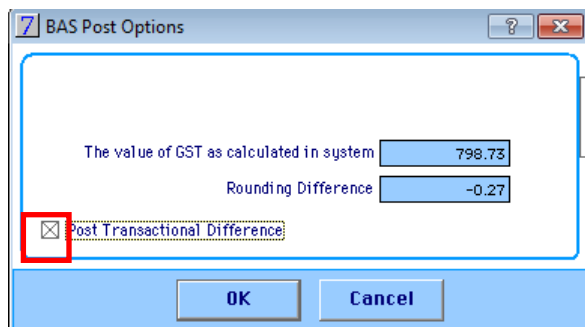 7 BAS Post Options ?
The value of GST as calculated in system 798.73
Rounding Difference -0.27
Post Transactional Difference
OK Cancel